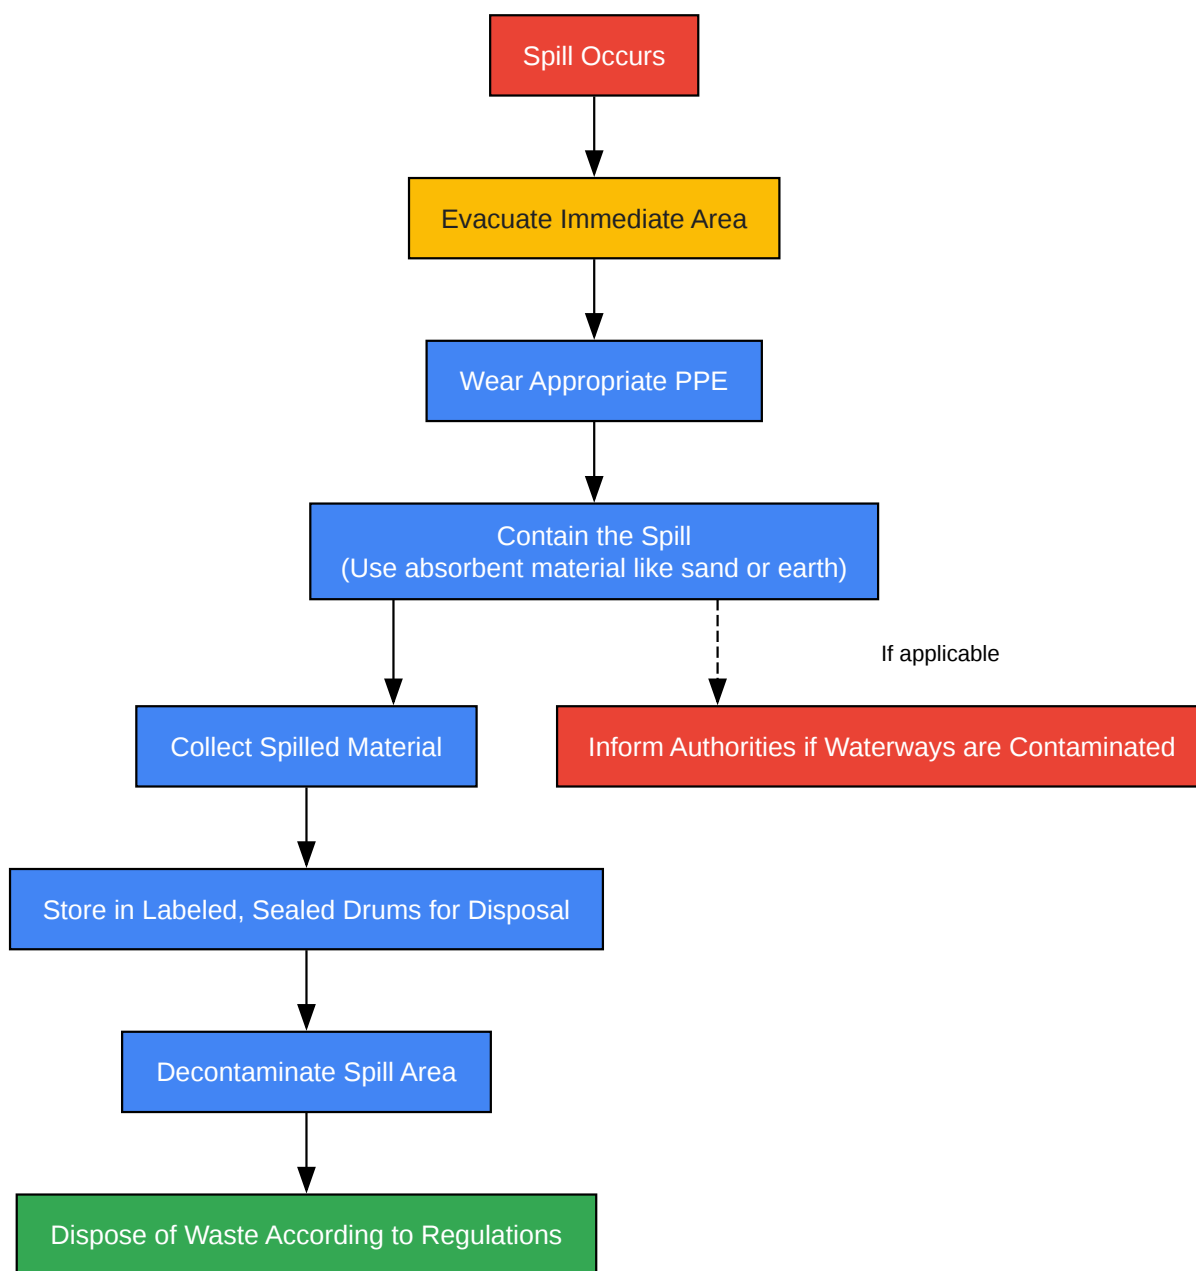 Spill Occurs
Evacuate Immediate Area
Wear Appropriate PPE
Contain the Spill
(Use absorbent material like sand or earth)
If applicable
Collect Spilled Material
Inform Authorities if Waterways are Contaminated
Store in Labeled, Sealed Drums for Disposal
Decontaminate Spill Area
Dispose of Waste According to Regulations